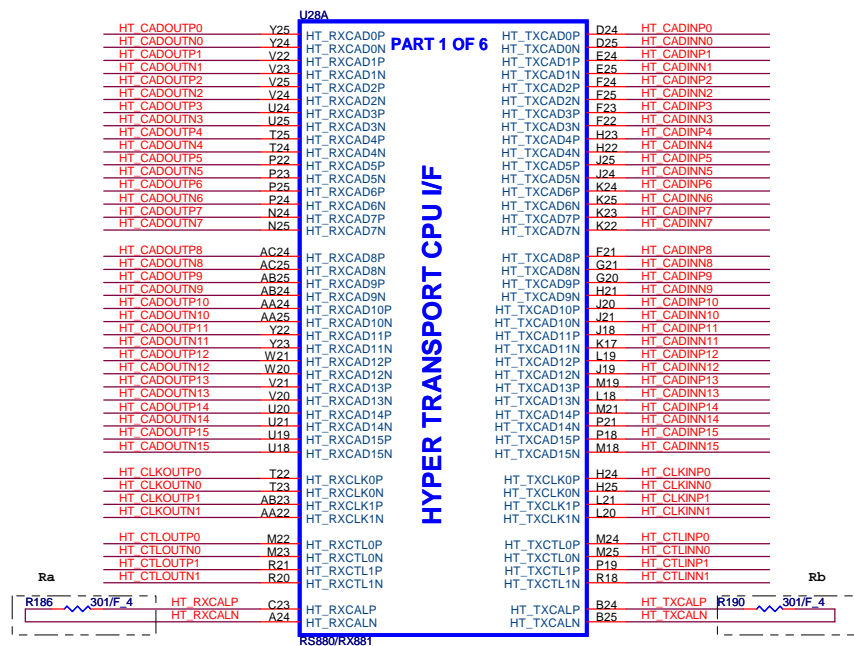 U28A
PART 1 OF 6
HYPER TRANSPORT CPU I/F
HT_CADOUTP0 Y25 HT_RXCAD0P HT_TXCAD0P D24 HT_CADINP0
HT_CADOUTN0 Y24 HT_RXCAD0N HT_TXCAD0N D25 HT_CADINN0
HT_CADOUTP1 V22 HT_RXCAD1P HT_TXCAD1P E24 HT_CADINP1
HT_CADOUTN1 V23 HT_RXCAD1N HT_TXCAD1N E25 HT_CADINN1
HT_CADOUTP2 V25 HT_RXCAD2P HT_TXCAD2P F24 HT_CADINP2
HT_CADOUTN2 V24 HT_RXCAD2N HT_TXCAD2N F25 HT_CADINN2
HT_CADOUTP3 U24 HT_RXCAD3P HT_TXCAD3P F23 HT_CADINP3
HT_CADOUTN3 U25 HT_RXCAD3N HT_TXCAD3N F22 HT_CADINN3
HT_CADOUTP4 T25 HT_RXCAD4P HT_TXCAD4P H23 HT_CADINP4
HT_CADOUTN4 T24 HT_RXCAD4N HT_TXCAD4N H22 HT_CADINN4
HT_CADOUTP5 P22 HT_RXCAD5P HT_TXCAD5P J25 HT_CADINP5
HT_CADOUTN5 P23 HT_RXCAD5N HT_TXCAD5N J24 HT_CADINN5
HT_CADOUTP6 P25 HT_RXCAD6P HT_TXCAD6P K24 HT_CADINP6
HT_CADOUTN6 P24 HT_RXCAD6N HT_TXCAD6N K25 HT_CADINN6
HT_CADOUTP7 N24 HT_RXCAD7P HT_TXCAD7P K23 HT_CADINP7
HT_CADOUTN7 N25 HT_RXCAD7N HT_TXCAD7N K22 HT_CADINN7
HT_CADOUTP8 AC24 HT_RXCAD8P HT_TXCAD8P F21 HT_CADINP8
HT_CADOUTN8 AC25 HT_RXCAD8N HT_TXCAD8N G21 HT_CADINN8
HT_CADOUTP9 AB25 HT_RXCAD9P HT_TXCAD9P G20 HT_CADINP9
HT_CADOUTN9 AB24 HT_RXCAD9N HT_TXCAD9N H21 HT_CADINN9
HT_CADOUTP10 AA24 HT_RXCAD10P HT_TXCAD10P J20 HT_CADINP10
HT_CADOUTN10 AA25 HT_RXCAD10N HT_TXCAD10N J21 HT_CADINN10
HT_CADOUTP11 Y22 HT_RXCAD11P HT_TXCAD11P J18 HT_CADINP11
HT_CADOUTN11 Y23 HT_RXCAD11N HT_TXCAD11N K17 HT_CADINN11
HT_CADOUTP12 W21 HT_RXCAD12P HT_TXCAD12P L19 HT_CADINP12
HT_CADOUTN12 W20 HT_RXCAD12N HT_TXCAD12N J19 HT_CADINN12
HT_CADOUTP13 V21 HT_RXCAD13P HT_TXCAD13P M19 HT_CADINP13
HT_CADOUTN13 V20 HT_RXCAD13N HT_TXCAD13N L18 HT_CADINN13
HT_CADOUTP14 U20 HT_RXCAD14P HT_TXCAD14P M21 HT_CADINP14
HT_CADOUTN14 U21 HT_RXCAD14N HT_TXCAD14N P21 HT_CADINN14
HT_CADOUTP15 U19 HT_RXCAD15P HT_TXCAD15P P18 HT_CADINP15
HT_CADOUTN15 U18 HT_RXCAD15N HT_TXCAD15N M18 HT_CADINN15
HT_CLKOUTP0 T22 HT_RXCLK0P HT_TXCLK0P H24 HT_CLKINP0
HT_CLKOUTN0 T23 HT_RXCLK0N HT_TXCLK0N H25 HT_CLKINN0
HT_CLKOUTP1 AB23 HT_RXCLK1P HT_TXCLK1P L21 HT_CLKINP1
HT_CLKOUTN1 AA22 HT_RXCLK1N HT_TXCLK1N L20 HT_CLKINN1
HT_CTLOUTP0 M22 HT_RXCTL0P HT_TXCTL0P M24 HT_CTLINP0
HT_CTLOUTN0 M23 HT_RXCTL0N HT_TXCTL0N M25 HT_CTLINN0
HT_CTLOUTP1 R21 HT_RXCTL1P HT_TXCTL1P P19 HT_CTLINP1
HT_CTLOUTN1 R20 HT_RXCTL1N HT_TXCTL1N R18 HT_CTLINN1
Ra Rb
R186 301/F_4 HT_RXCALP C23 HT_RXCALP HT_TXCALP B24 HT_TXCALP R190 301/F_4
HT_RXCALN A24 HT_RXCALN HT_TXCALN B25 HT_TXCALN
RS880/RX881